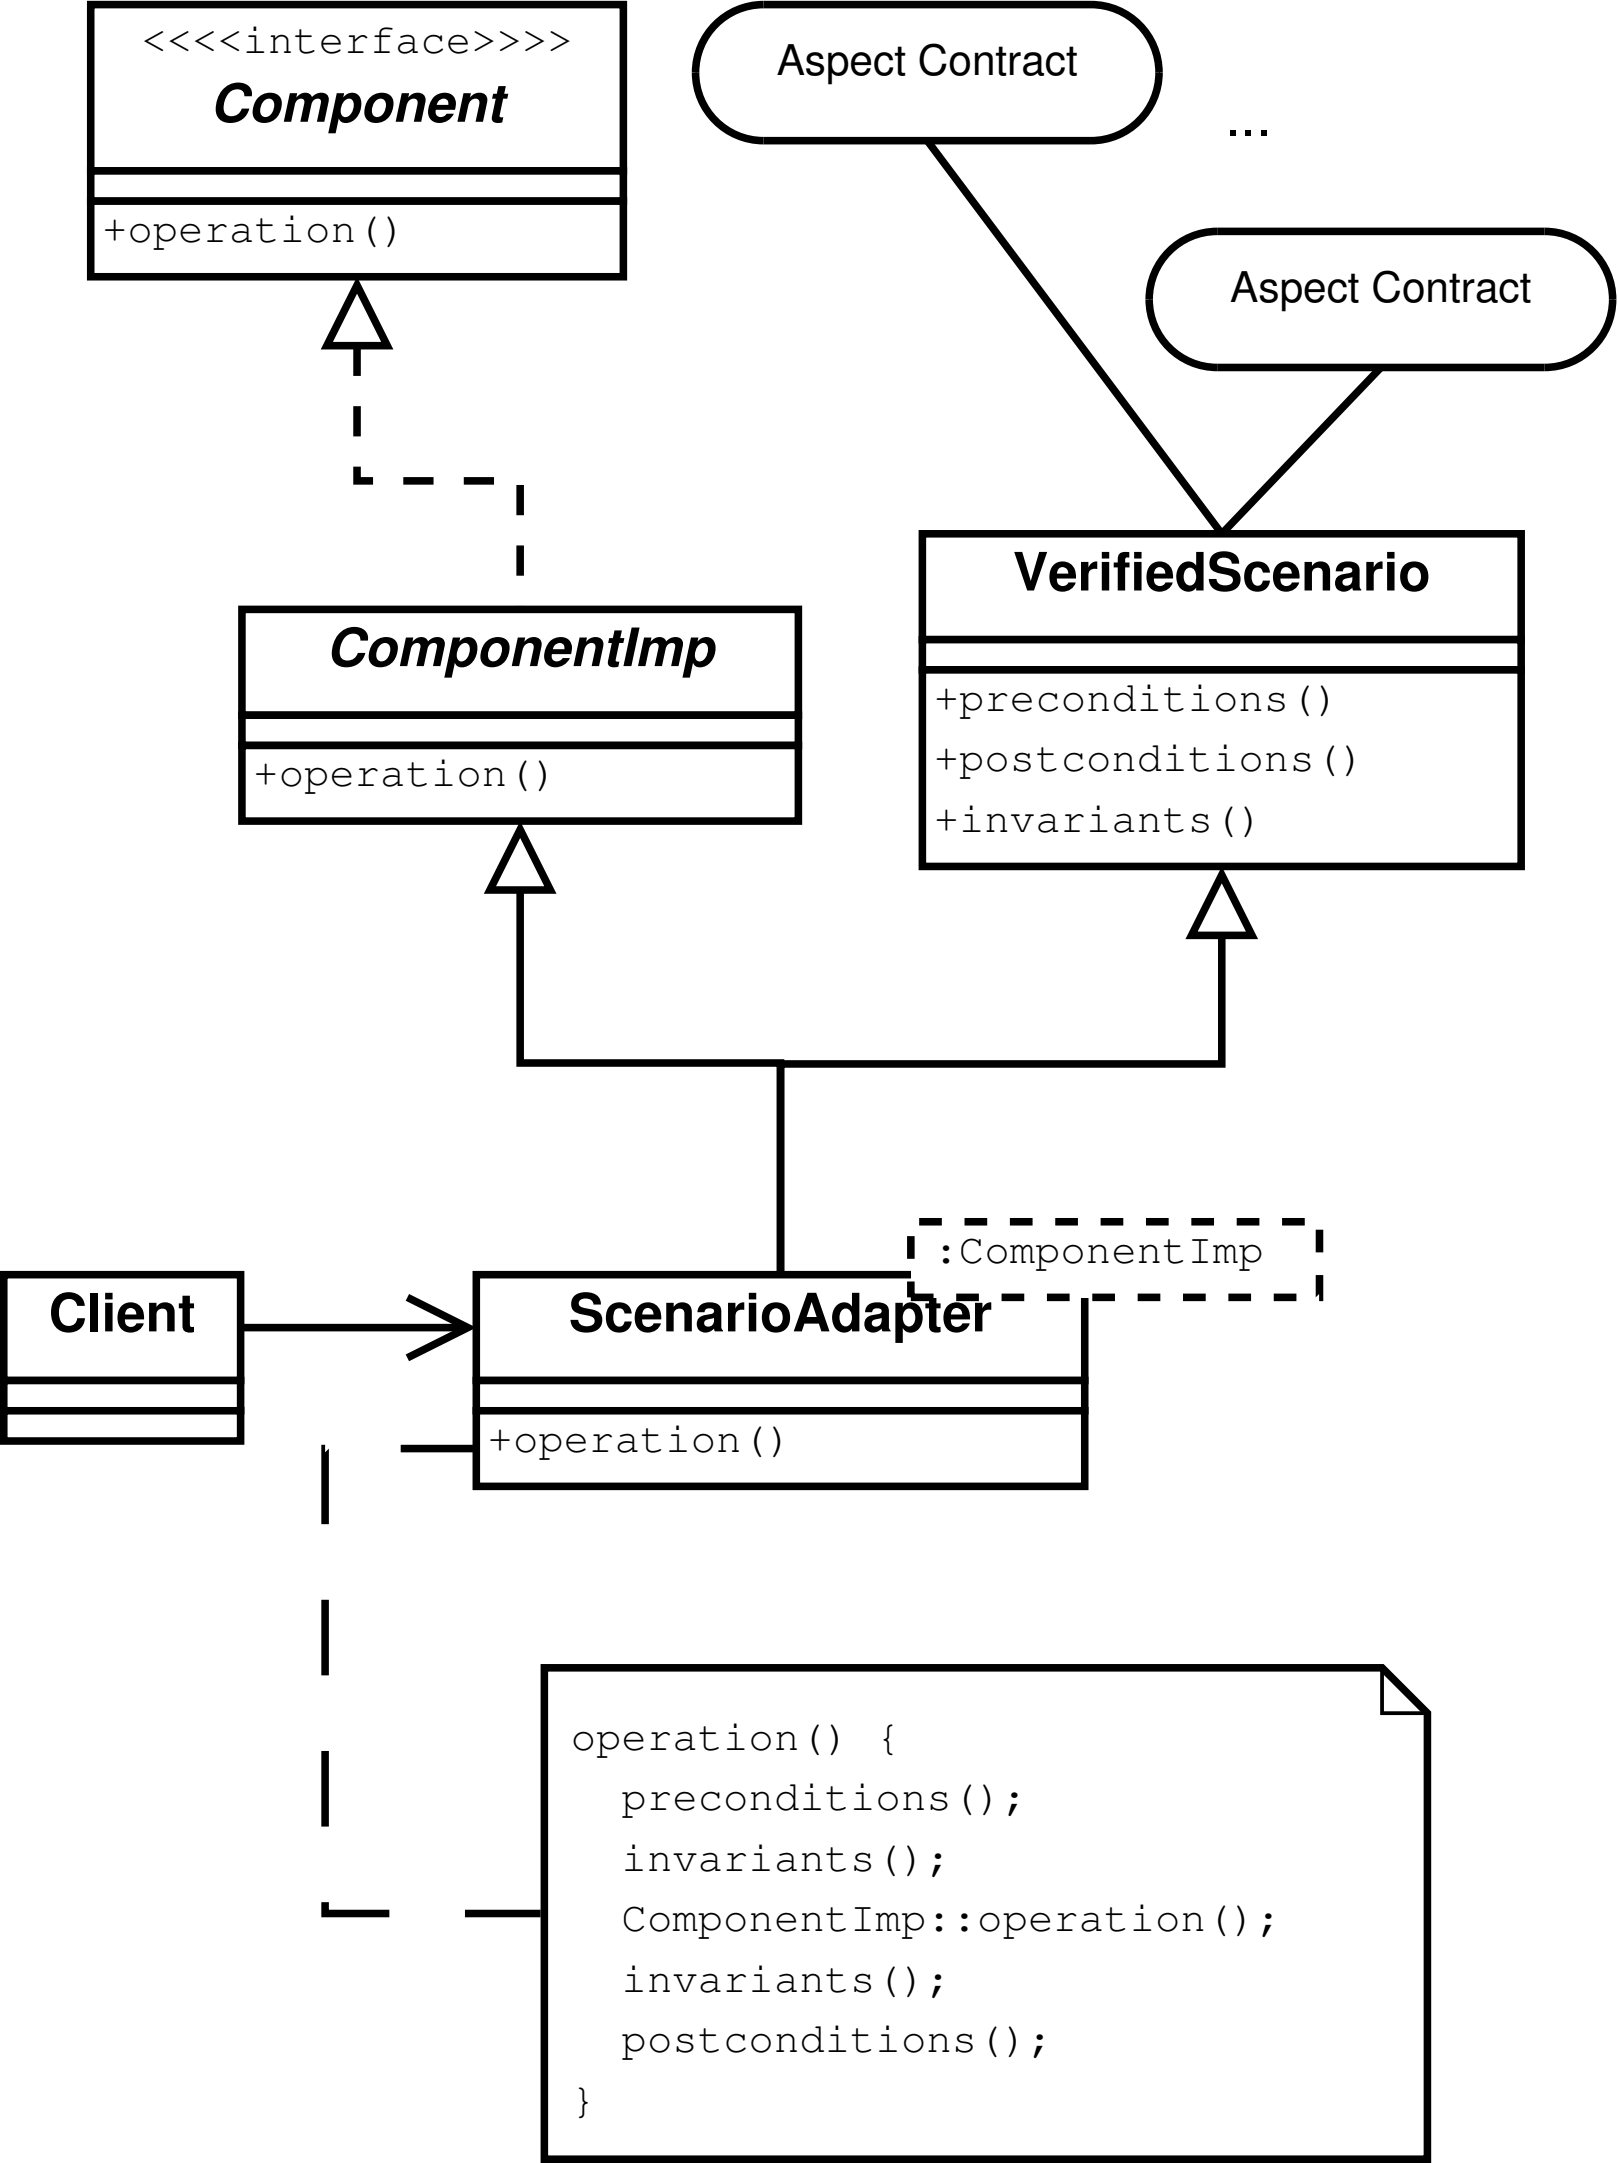 <<<<interface>>>>
Component
+operation()
Aspect Contract
...
Aspect Contract
ComponentImp
+operation()
VerifiedScenario
+preconditions()
+postconditions()
+invariants()
:ComponentImp
Client
ScenarioAdapter
+operation()
operation() {
  preconditions();
  invariants();
  ComponentImp::operation();
  invariants();
  postconditions();
}